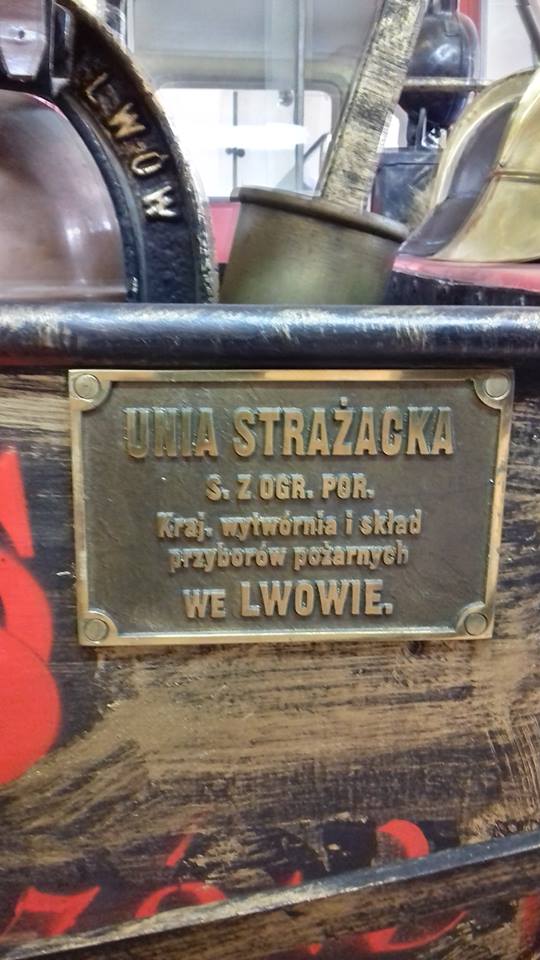 LWÓW
UNIA STRAŻACKA
S. Z OGR. POR.
Kraj. wytwórnia i skład
przyborów pożarnych
WE LWOWIE.